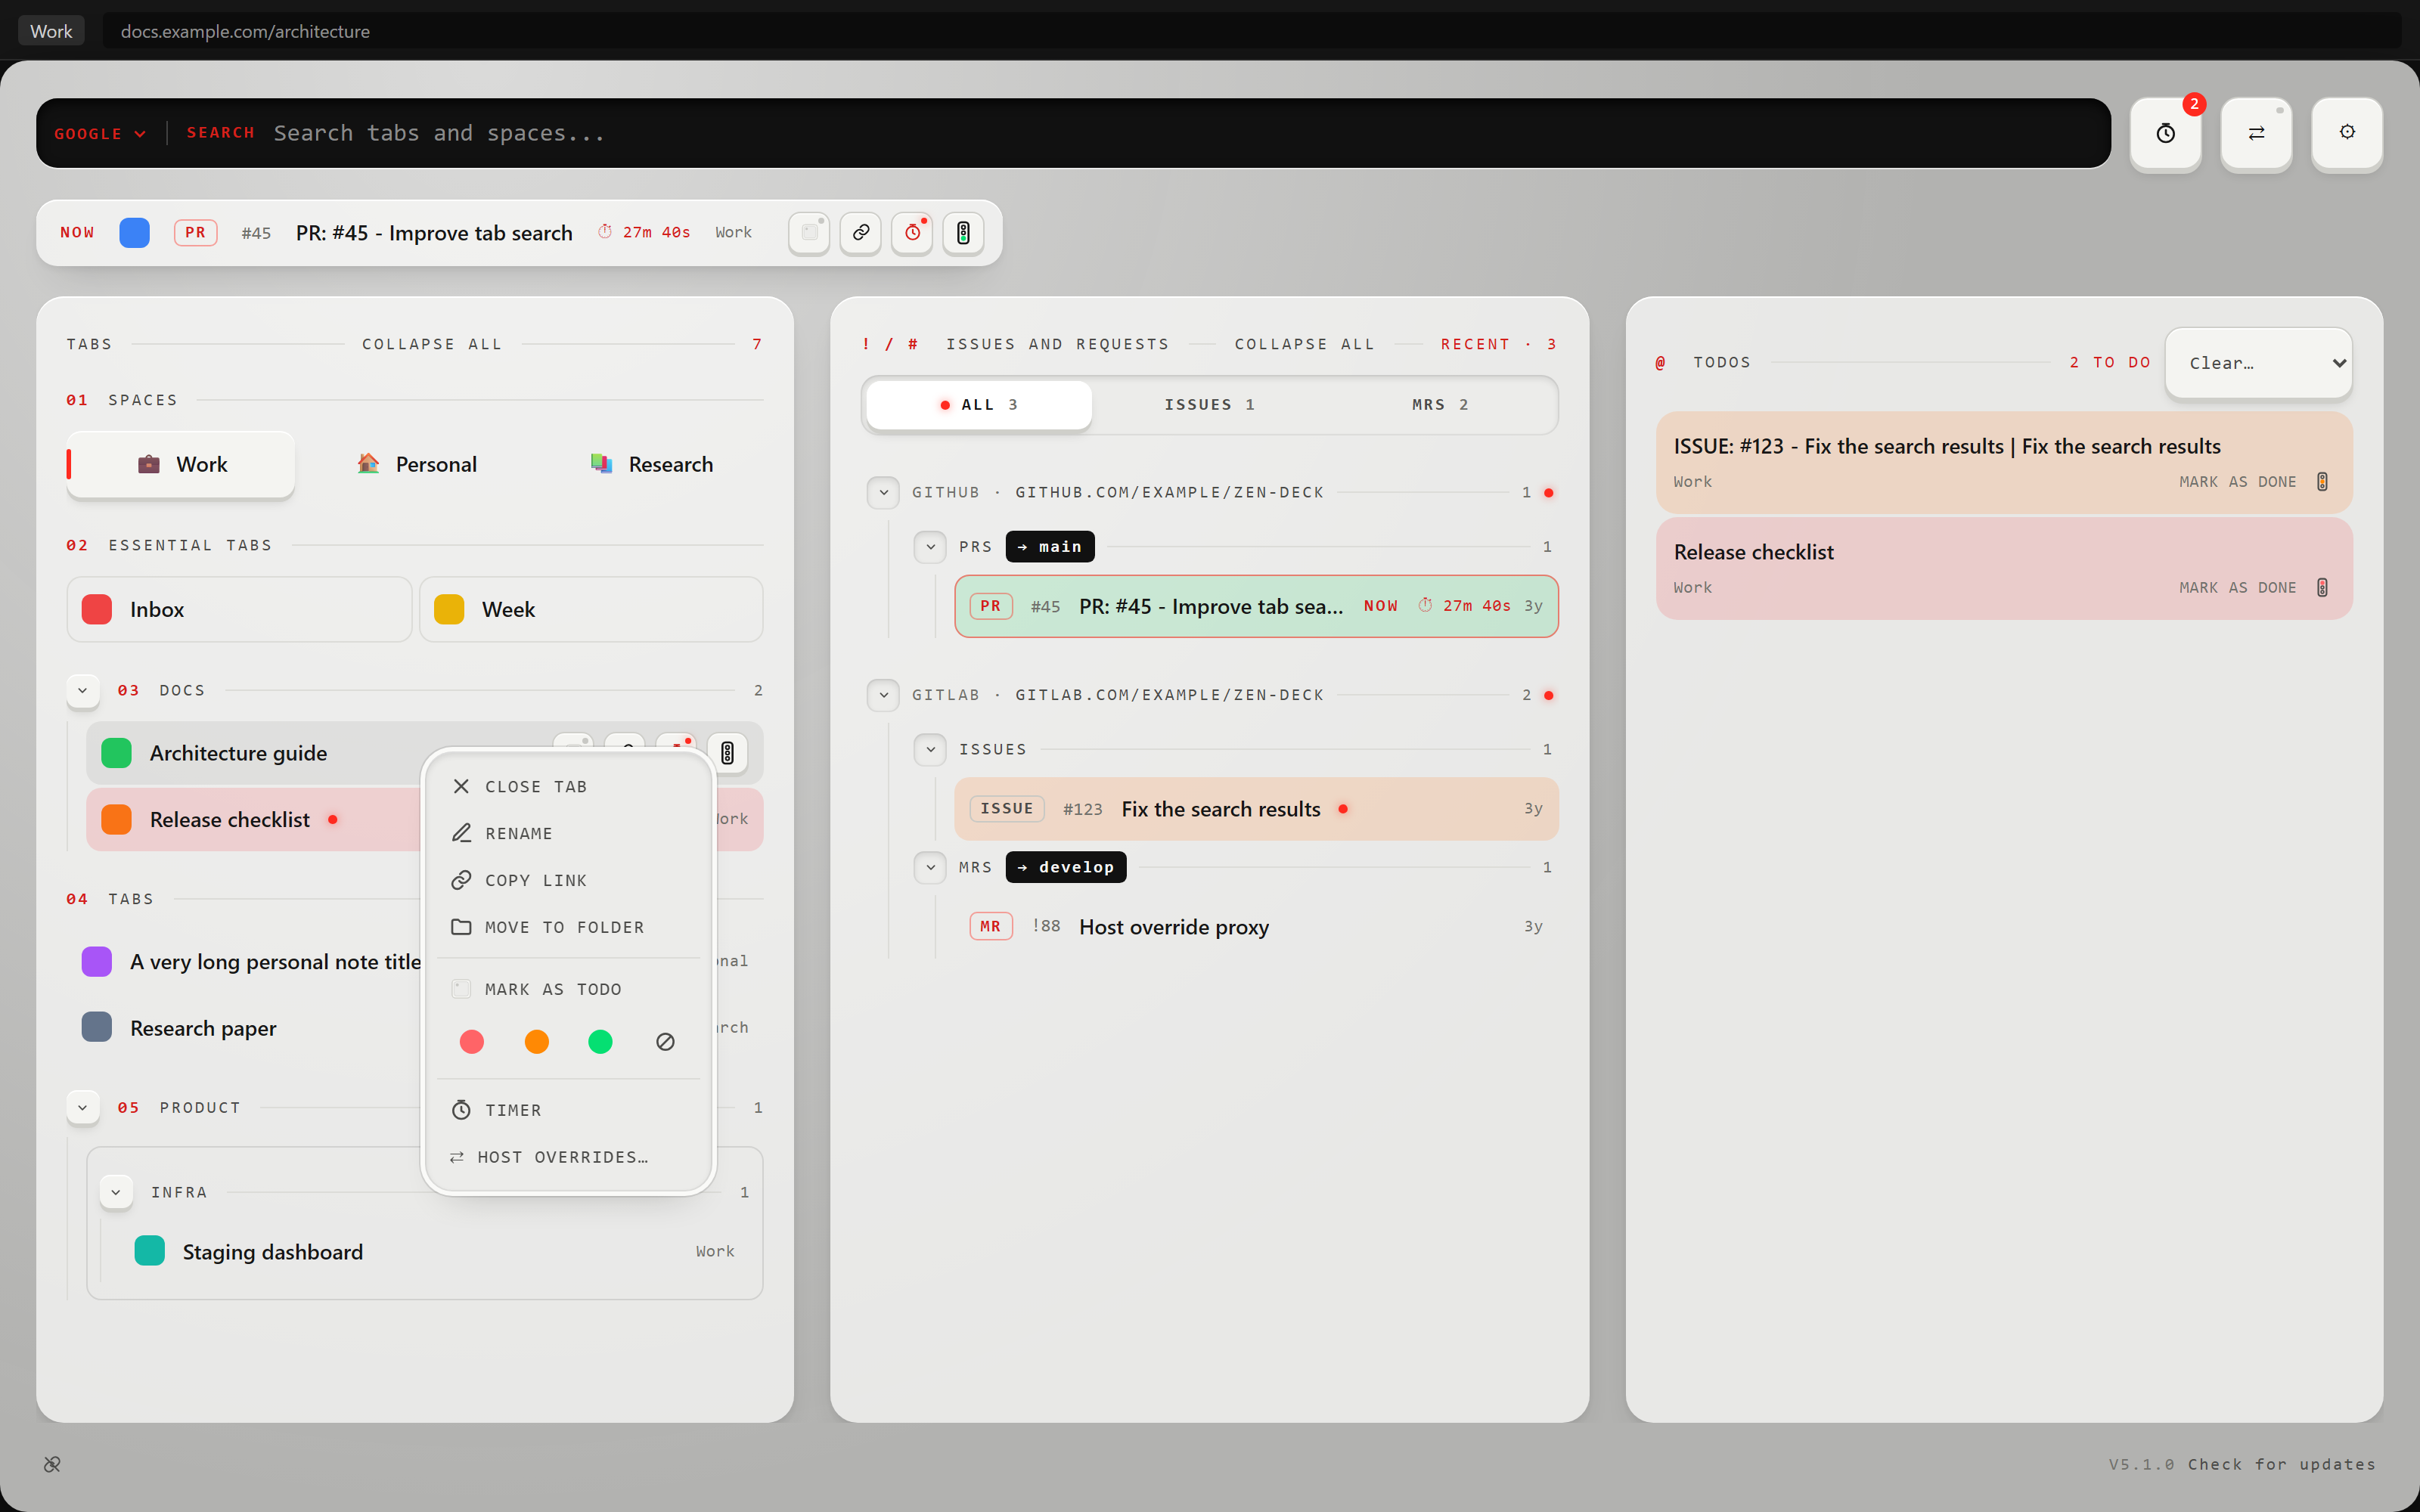 Work docs.example.com/architecture
GOOGLE SEARCH Search tabs and spaces...
2
NOW PR #45 PR: #45 - Improve tab search 27m 40s Work
TABS COLLAPSE ALL 7
01 SPACES
Work Personal Research
02 ESSENTIAL TABS
Inbox Week
03 DOCS 2
Architecture guide
Release checklist
04 TABS
A very long personal note title
Research paper
05 PRODUCT 1
INFRA 1
Staging dashboard Work
CLOSE TAB
RENAME
COPY LINK
MOVE TO FOLDER
MARK AS TODO
TIMER
HOST OVERRIDES…
! / # ISSUES AND REQUESTS COLLAPSE ALL RECENT · 3
ALL 3 ISSUES 1 MRS 2
GITHUB · GITHUB.COM/EXAMPLE/ZEN-DECK 1
PRS → main 1
PR #45 PR: #45 - Improve tab sea… NOW 27m 40s 3y
GITLAB · GITLAB.COM/EXAMPLE/ZEN-DECK 2
ISSUES 1
ISSUE #123 Fix the search results 3y
MRS → develop 1
MR !88 Host override proxy 3y
@ TODOS 2 TO DO Clear…
ISSUE: #123 - Fix the search results | Fix the search results
Work MARK AS DONE
Release checklist
Work MARK AS DONE
V5.1.0 Check for updates